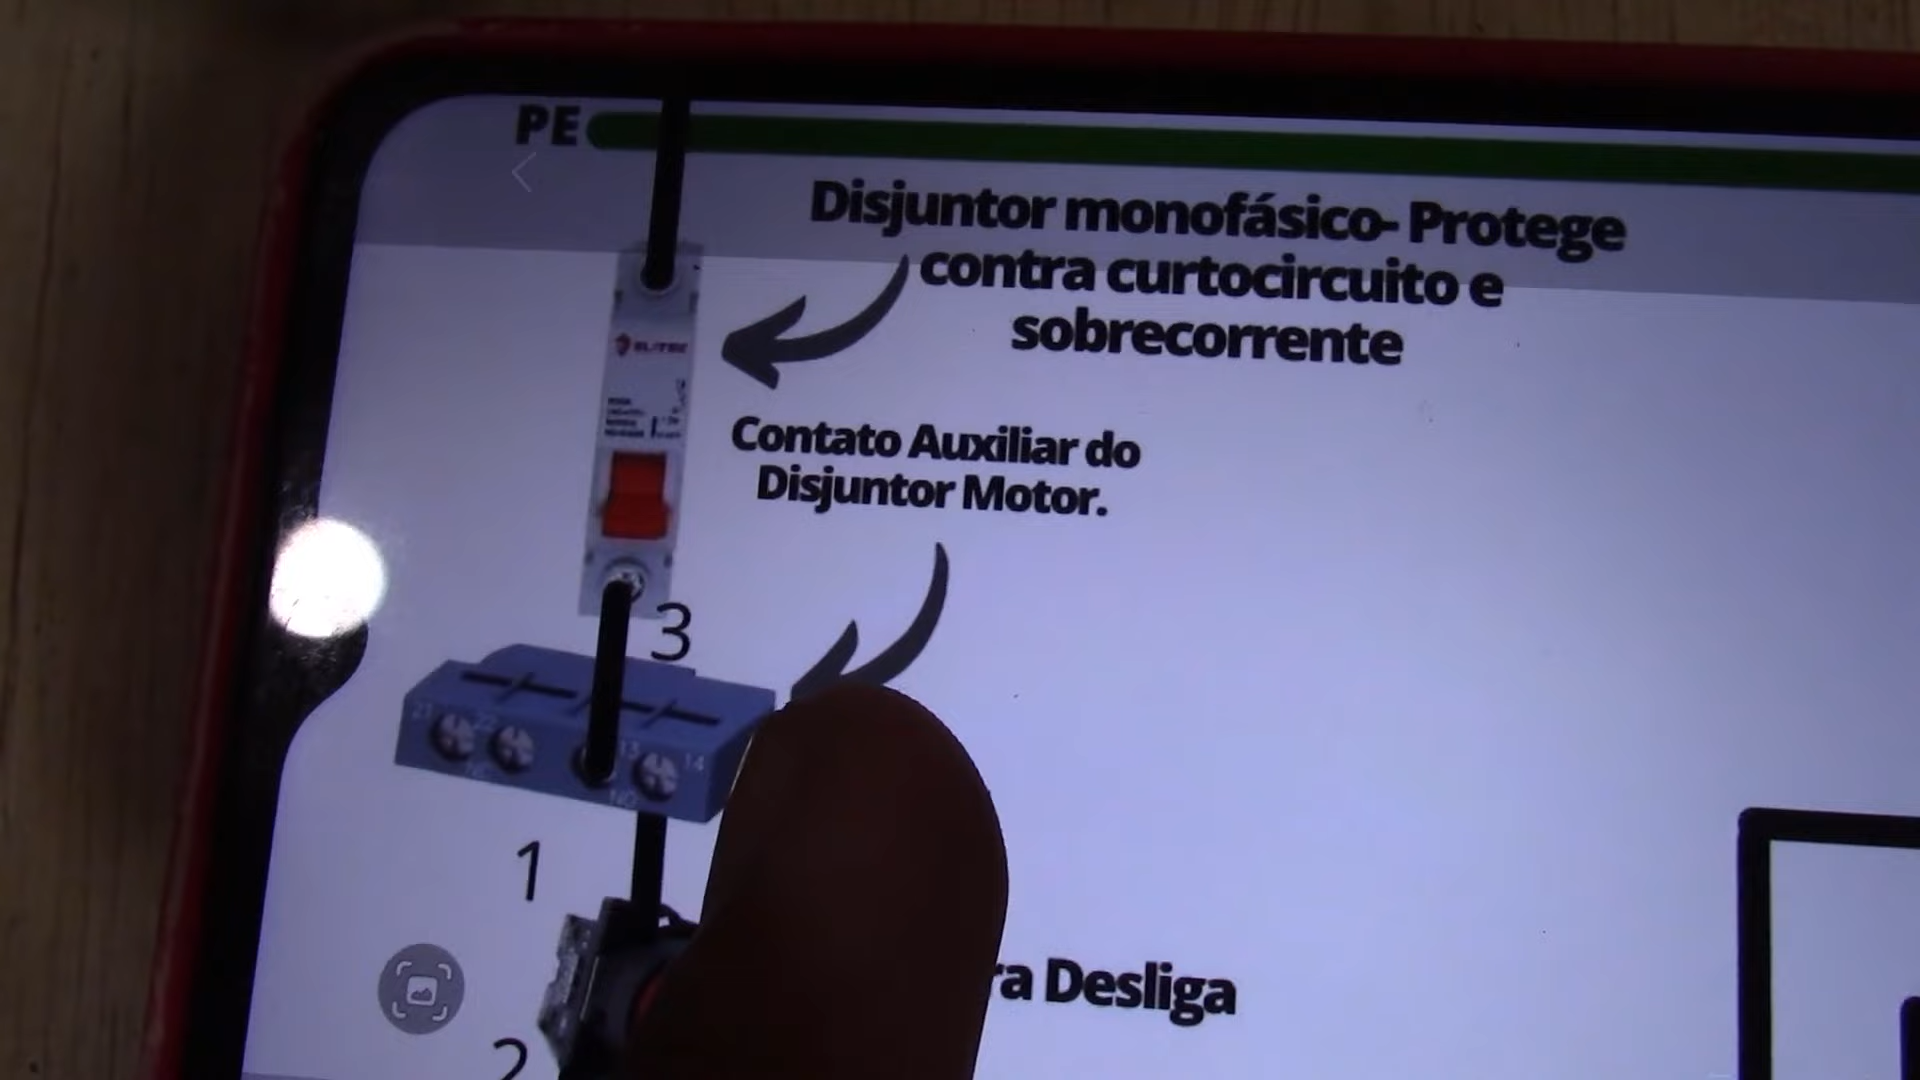 PE
Disjuntor monofásico- Protege
contra curtocircuito e
sobrecorrente
Contato Auxiliar do
Disjuntor Motor.
3
21 22 13 14
NO
1
ra Desliga
2